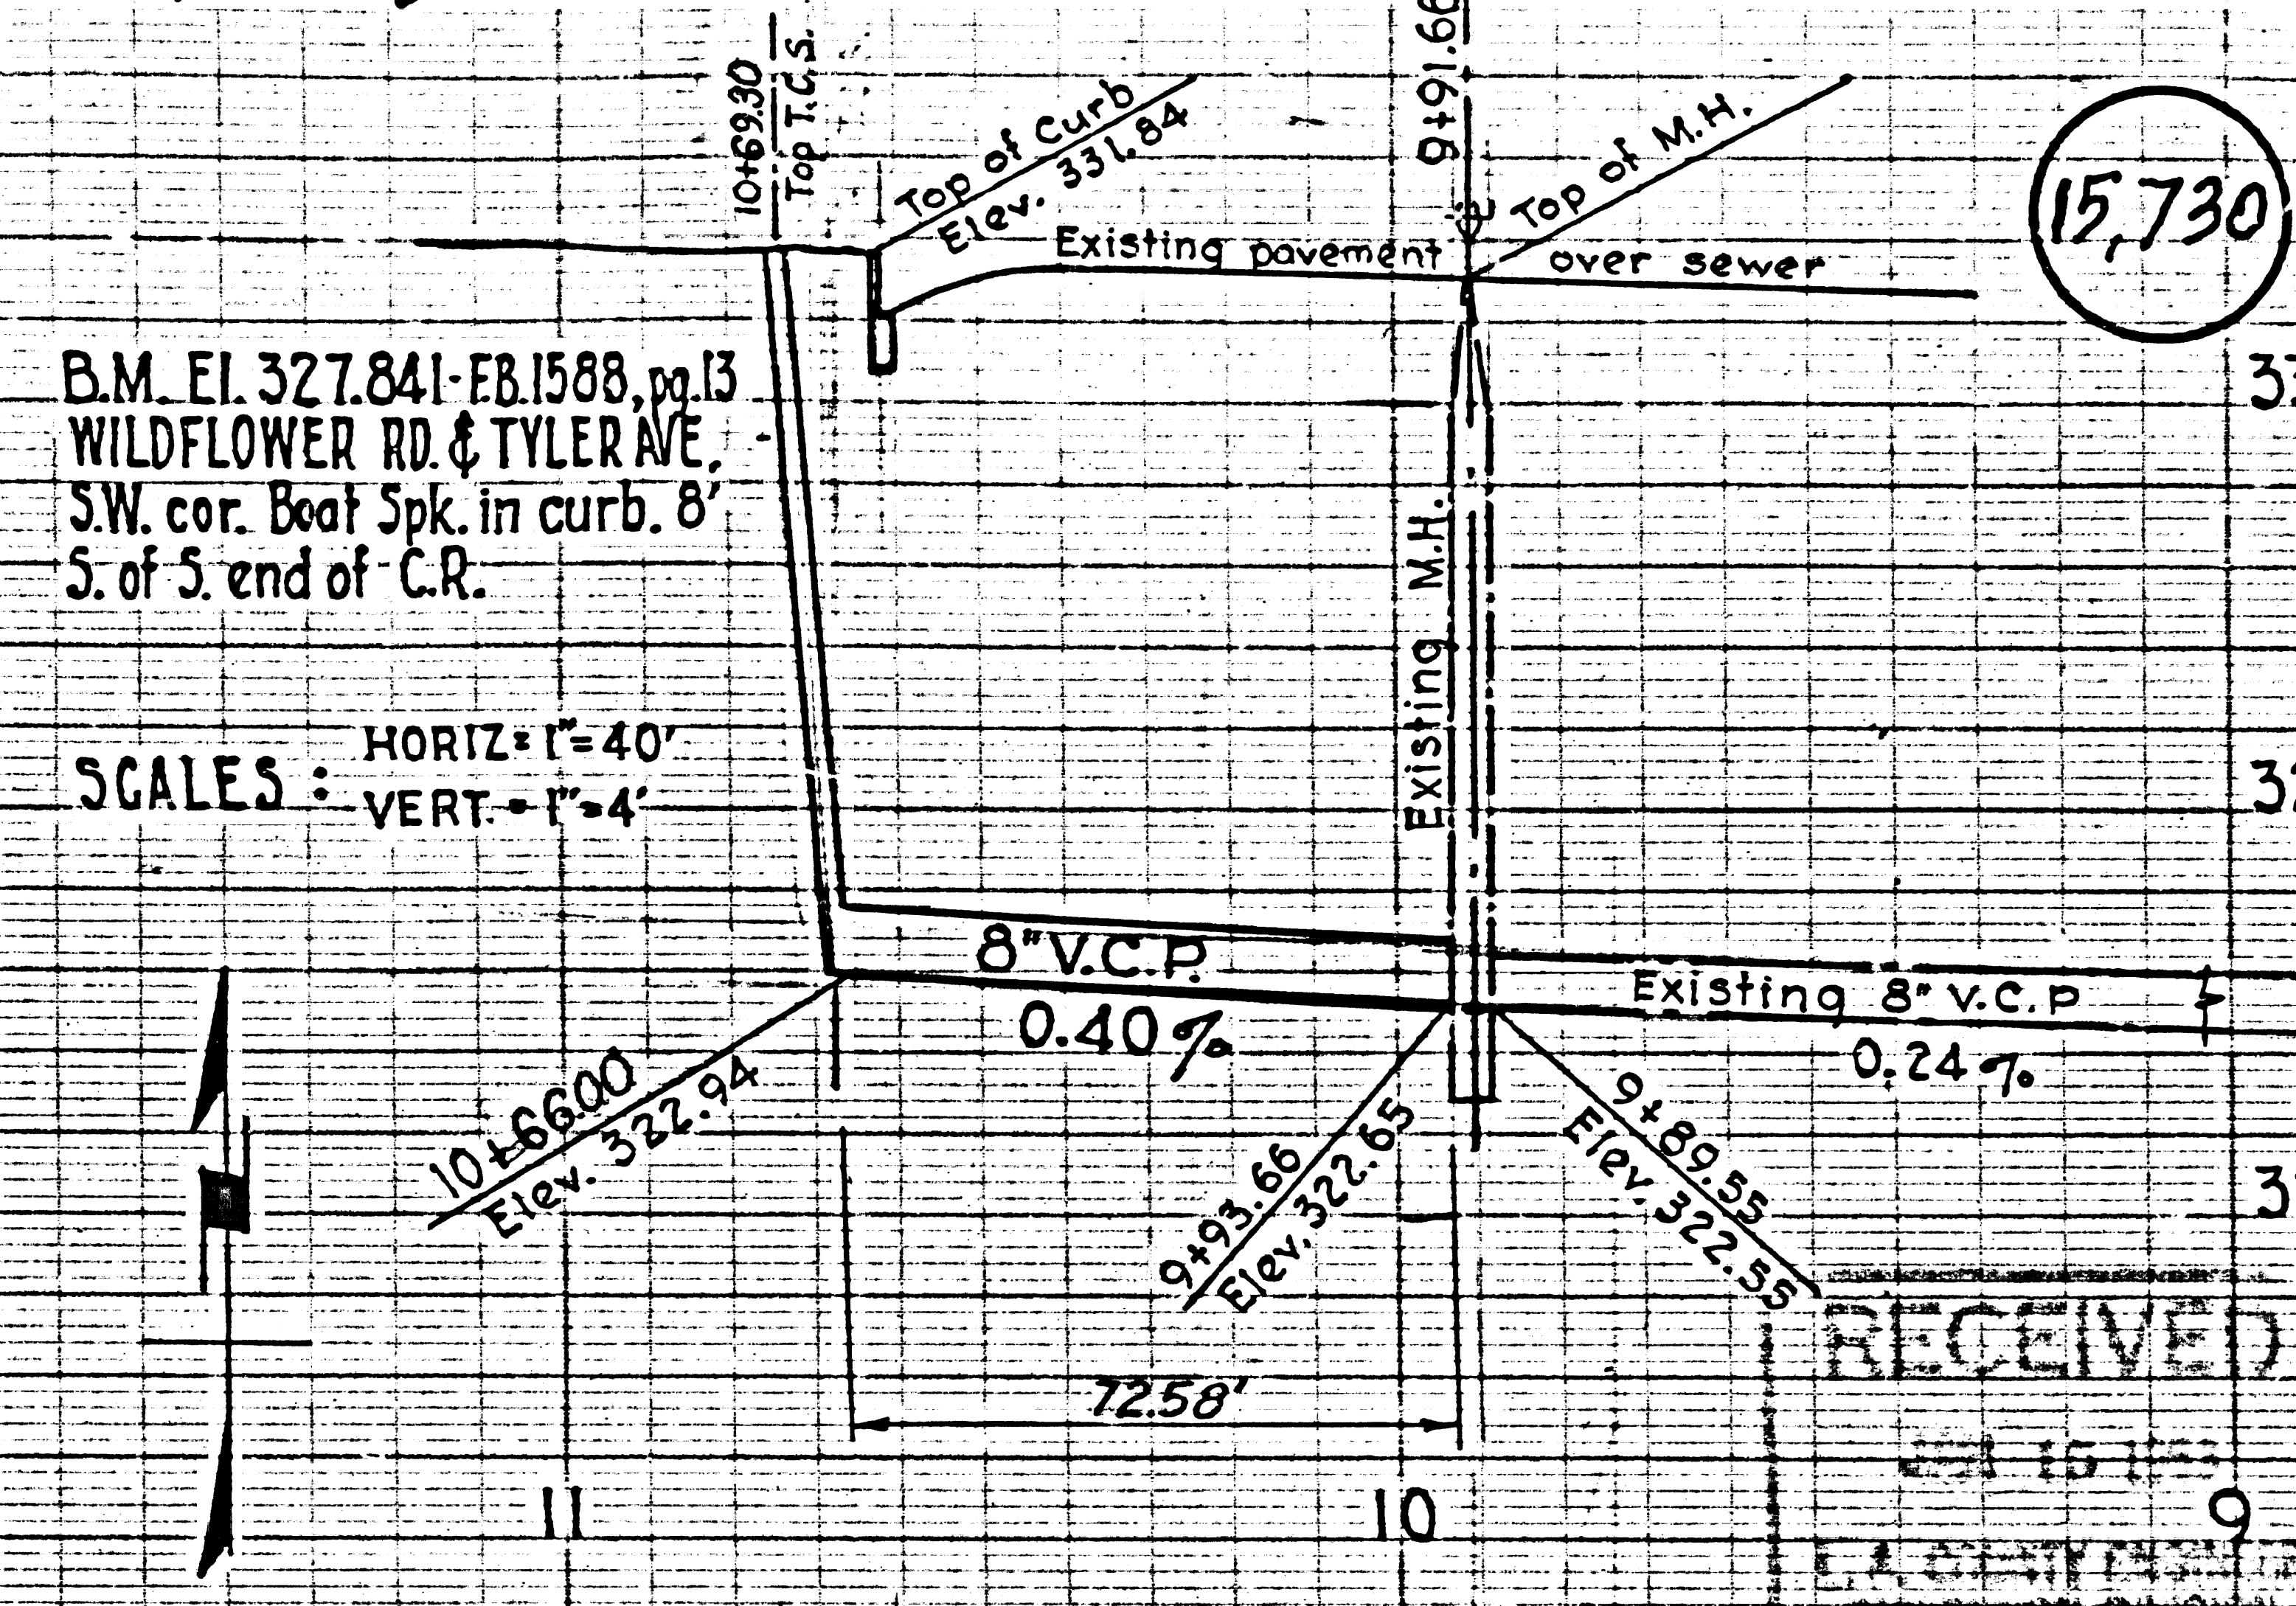 10+69.30
Top T.C.S.
Top of Curb
Elev. 331.84
9+91.66
Top of M.H.
15,730
Existing pavement over sewer
B.M. El. 327.841-F.B.1588, pg.13
WILDFLOWER RD. & TYLER AVE,
S.W. cor. Boat Spk. in curb. 8'
S. of S. end of C.R.
Existing M.H.
SCALES :
HORIZ = 1"=40'
VERT. = 1"=4'
8" V.C.P.
0.40 %
Existing 8" V.C.P
0.24 %
10+66.00
Elev. 322.94
9+93.66
Elev. 322.65
9+89.55
Elev. 322.55
RECEIVED
72.58'
11
10
9